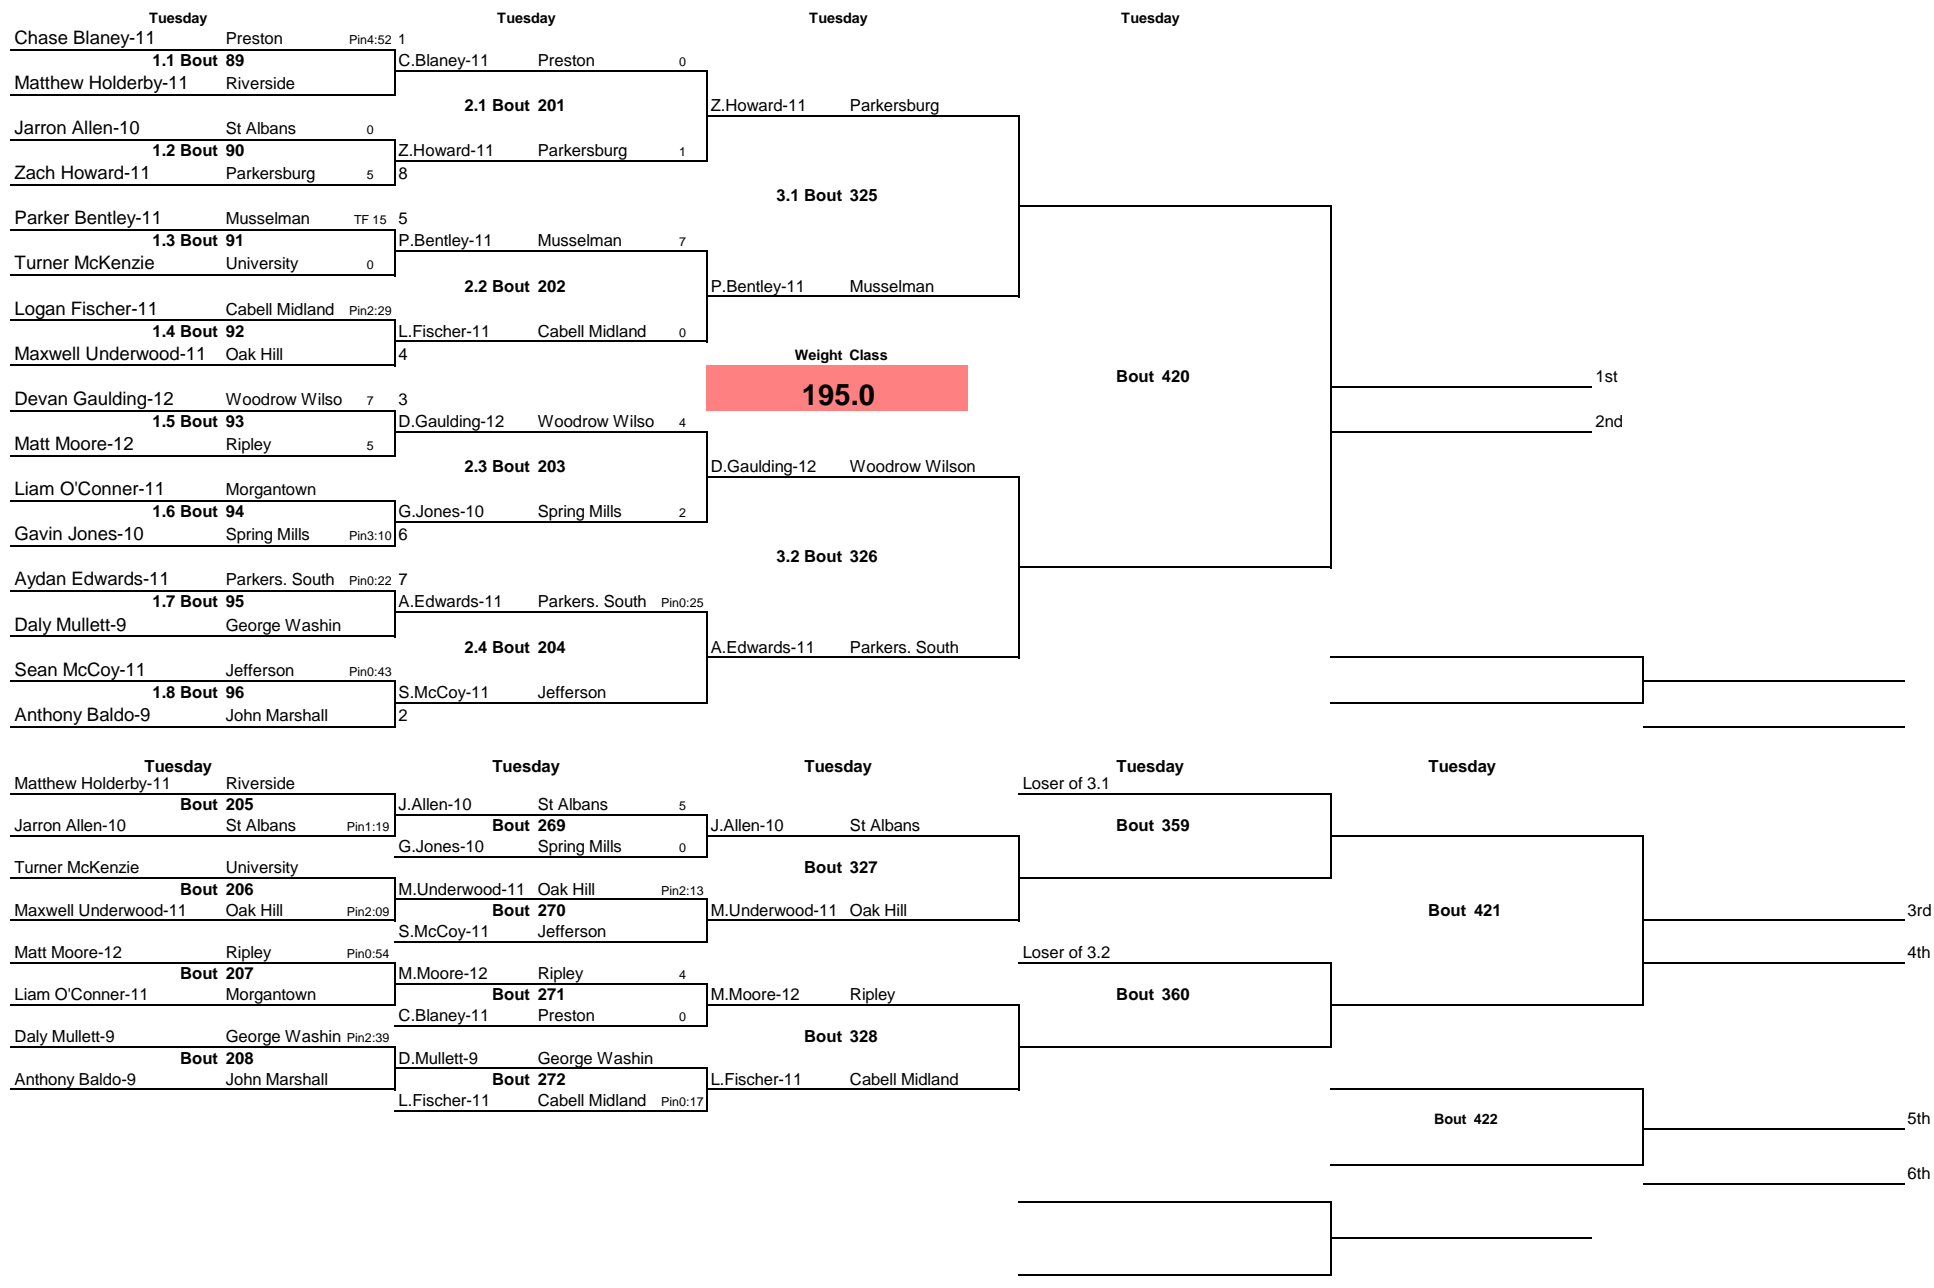 Tuesday Tuesday Tuesday Tuesday
Chase Blaney-11 Preston Pin4:52 1
1.1 Bout 89 C.Blaney-11 Preston 0
Matthew Holderby-11 Riverside
2.1 Bout 201 Z.Howard-11 Parkersburg
Jarron Allen-10 St Albans 0
1.2 Bout 90 Z.Howard-11 Parkersburg 1
Zach Howard-11 Parkersburg 5 8
3.1 Bout 325
Parker Bentley-11 Musselman TF 15 5
1.3 Bout 91 P.Bentley-11 Musselman 7
Turner McKenzie University 0
2.2 Bout 202 P.Bentley-11 Musselman
Logan Fischer-11 Cabell Midland Pin2:29
1.4 Bout 92 L.Fischer-11 Cabell Midland 0
Maxwell Underwood-11 Oak Hill 4 Weight Class
Bout 420 1st
Devan Gaulding-12 Woodrow Wilso 7 3 195.0
1.5 Bout 93 D.Gaulding-12 Woodrow Wilso 4 2nd
Matt Moore-12 Ripley 5
2.3 Bout 203 D.Gaulding-12 Woodrow Wilson
Liam O'Conner-11 Morgantown
1.6 Bout 94 G.Jones-10 Spring Mills 2
Gavin Jones-10 Spring Mills Pin3:10 6
3.2 Bout 326
Aydan Edwards-11 Parkers. South Pin0:22 7
1.7 Bout 95 A.Edwards-11 Parkers. South Pin0:25
Daly Mullett-9 George Washin
2.4 Bout 204 A.Edwards-11 Parkers. South
Sean McCoy-11 Jefferson Pin0:43
1.8 Bout 96 S.McCoy-11 Jefferson
Anthony Baldo-9 John Marshall 2
Tuesday Tuesday Tuesday Tuesday Tuesday
Matthew Holderby-11 Riverside Loser of 3.1
Bout 205 J.Allen-10 St Albans 5
Jarron Allen-10 St Albans Pin1:19 Bout 269 J.Allen-10 St Albans Bout 359
G.Jones-10 Spring Mills 0
Turner McKenzie University Bout 327
Bout 206 M.Underwood-11 Oak Hill Pin2:13
Maxwell Underwood-11 Oak Hill Pin2:09 Bout 270 M.Underwood-11 Oak Hill Bout 421 3rd
S.McCoy-11 Jefferson
Matt Moore-12 Ripley Pin0:54 Loser of 3.2 4th
Bout 207 M.Moore-12 Ripley 4
Liam O'Conner-11 Morgantown Bout 271 M.Moore-12 Ripley Bout 360
C.Blaney-11 Preston 0
Daly Mullett-9 George Washin Pin2:39 Bout 328
Bout 208 D.Mullett-9 George Washin
Anthony Baldo-9 John Marshall Bout 272 L.Fischer-11 Cabell Midland
L.Fischer-11 Cabell Midland Pin0:17
Bout 422 5th
6th